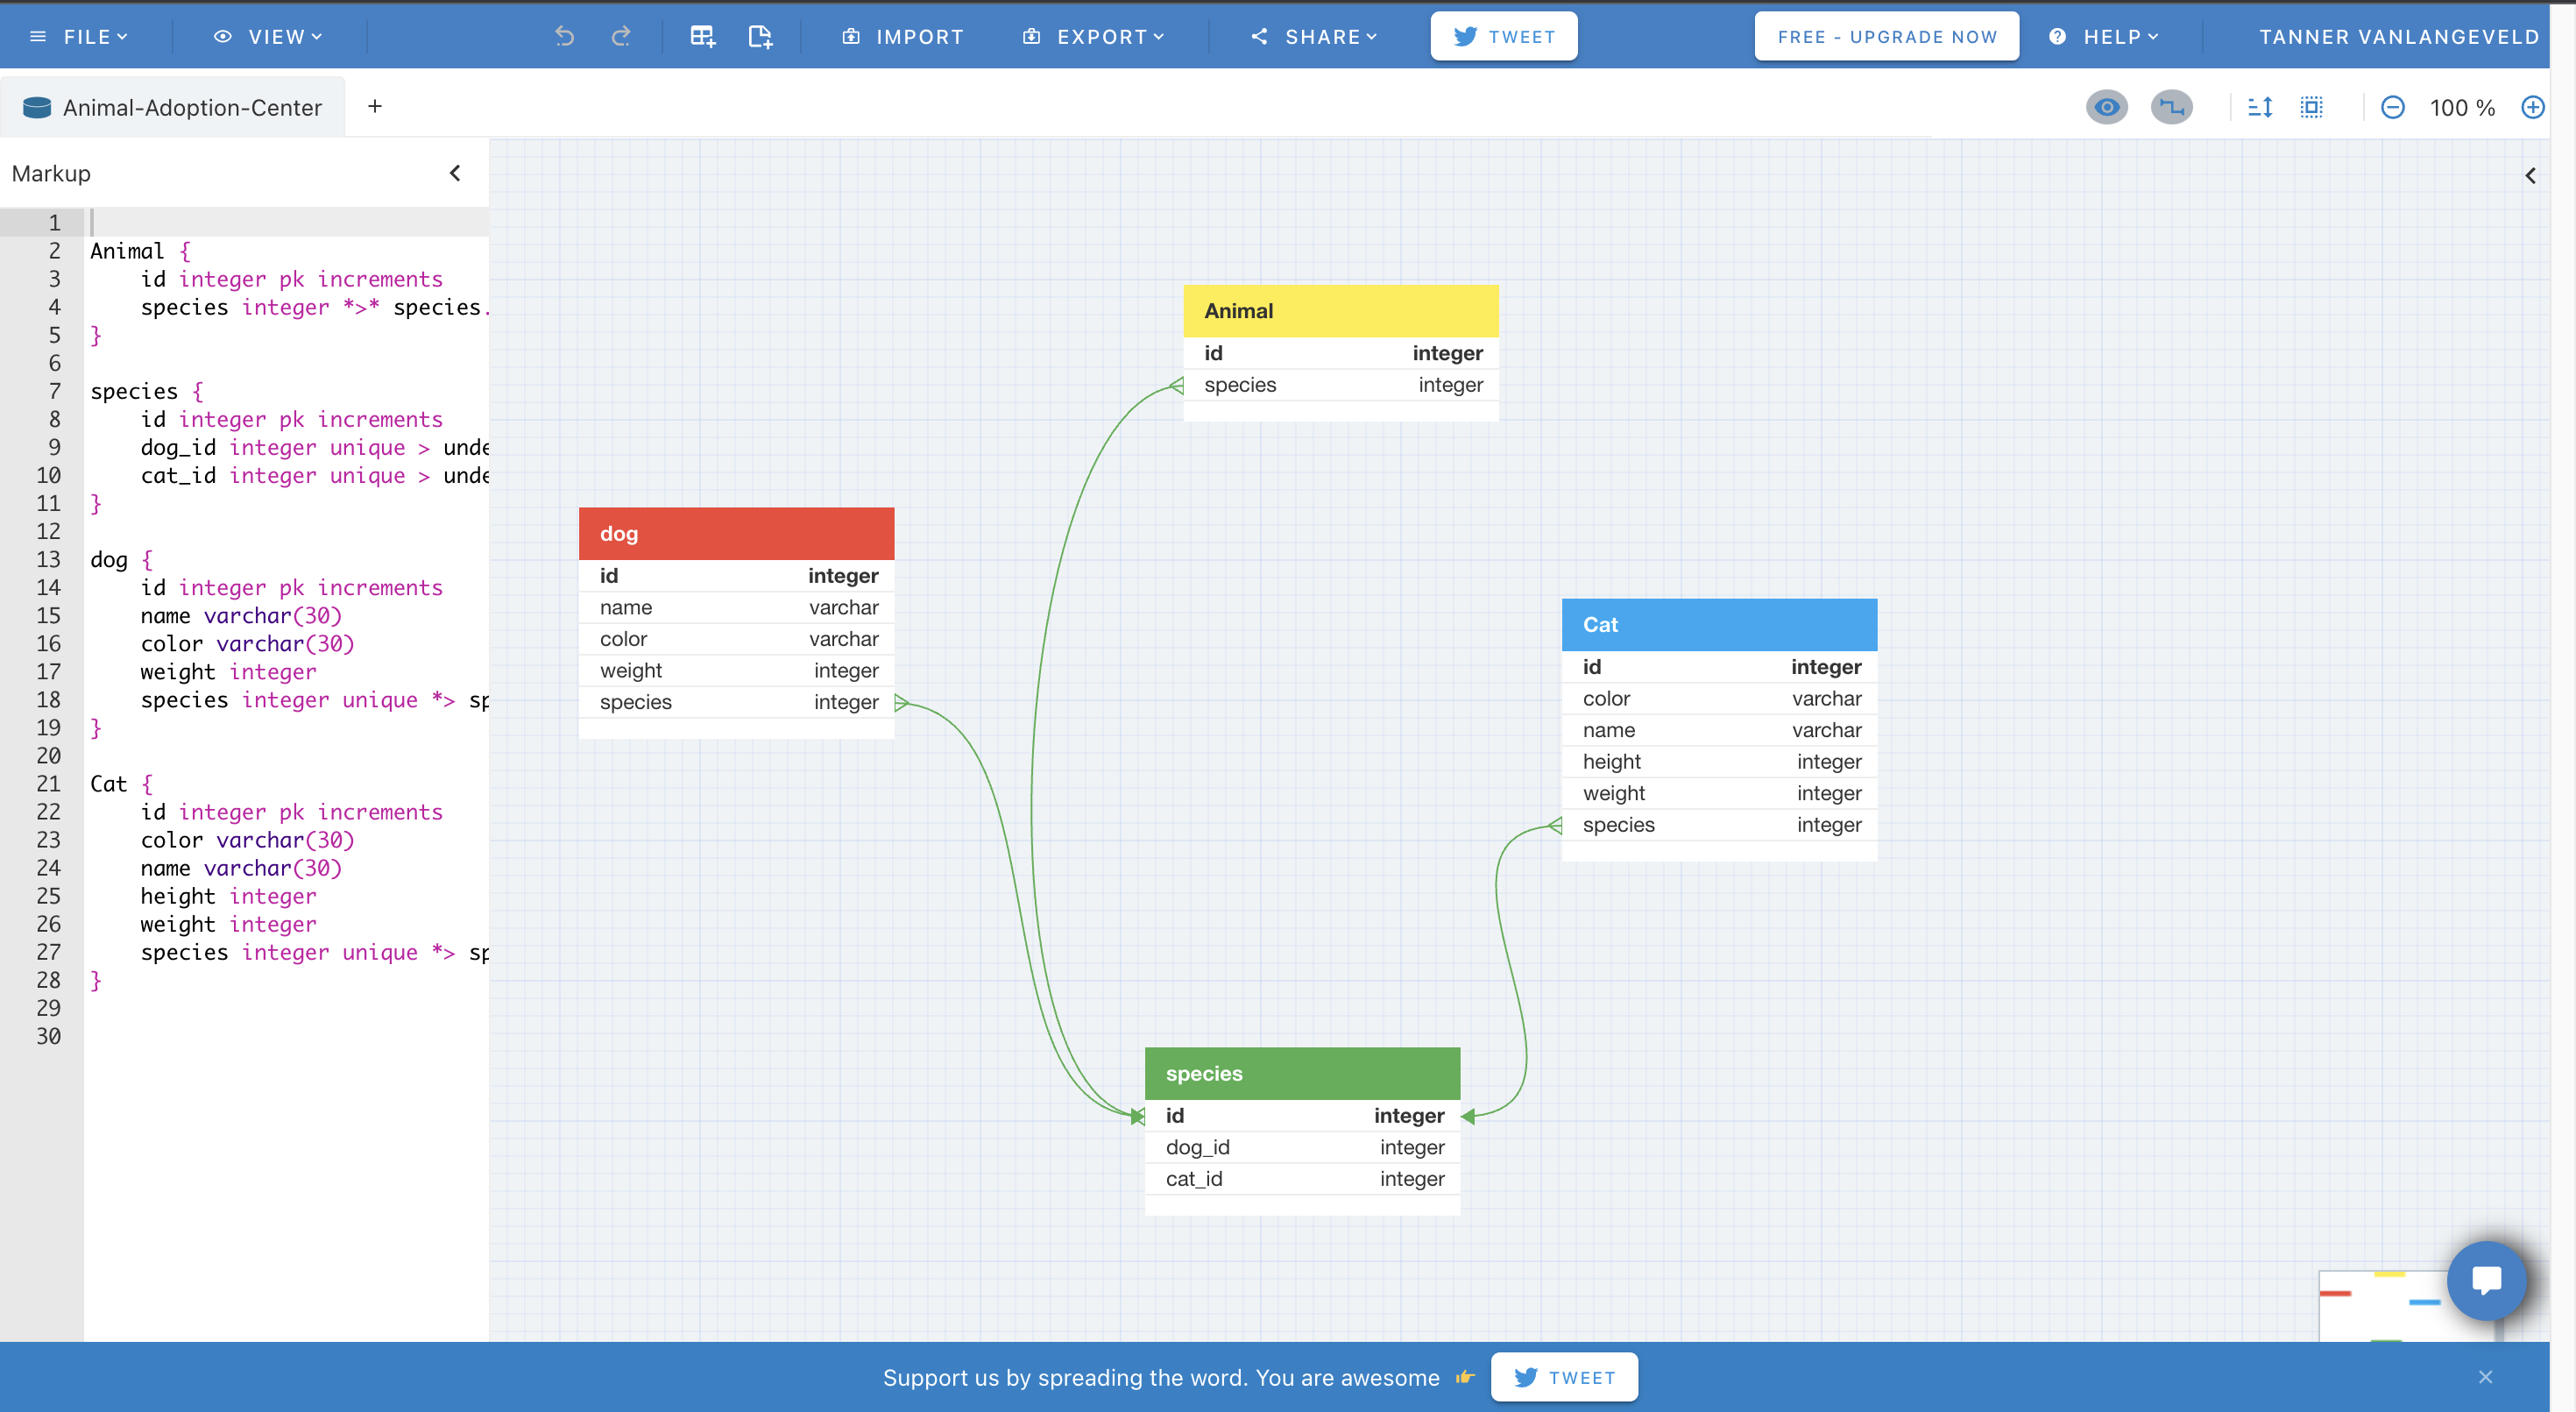 FILE VIEW IMPORT EXPORT SHARE TWEET FREE - UPGRADE NOW HELP TANNER VANLANGEVELD
Animal-Adoption-Center + 100 %
Markup
1
2 Animal {
3 id integer pk increments
4 species integer *>* species.
5 }
6
7 species {
8 id integer pk increments
9 dog_id integer unique > unde
10 cat_id integer unique > unde
11 }
12
13 dog {
14 id integer pk increments
15 name varchar(30)
16 color varchar(30)
17 weight integer
18 species integer unique *> sp
19 }
20
21 Cat {
22 id integer pk increments
23 color varchar(30)
24 name varchar(30)
25 height integer
26 weight integer
27 species integer unique *> sp
28 }
29
30
Animal
id integer
species integer
dog
id integer
name varchar
color varchar
weight integer
species integer
Cat
id integer
color varchar
name varchar
height integer
weight integer
species integer
species
id integer
dog_id integer
cat_id integer
Support us by spreading the word. You are awesome 👉 TWEET